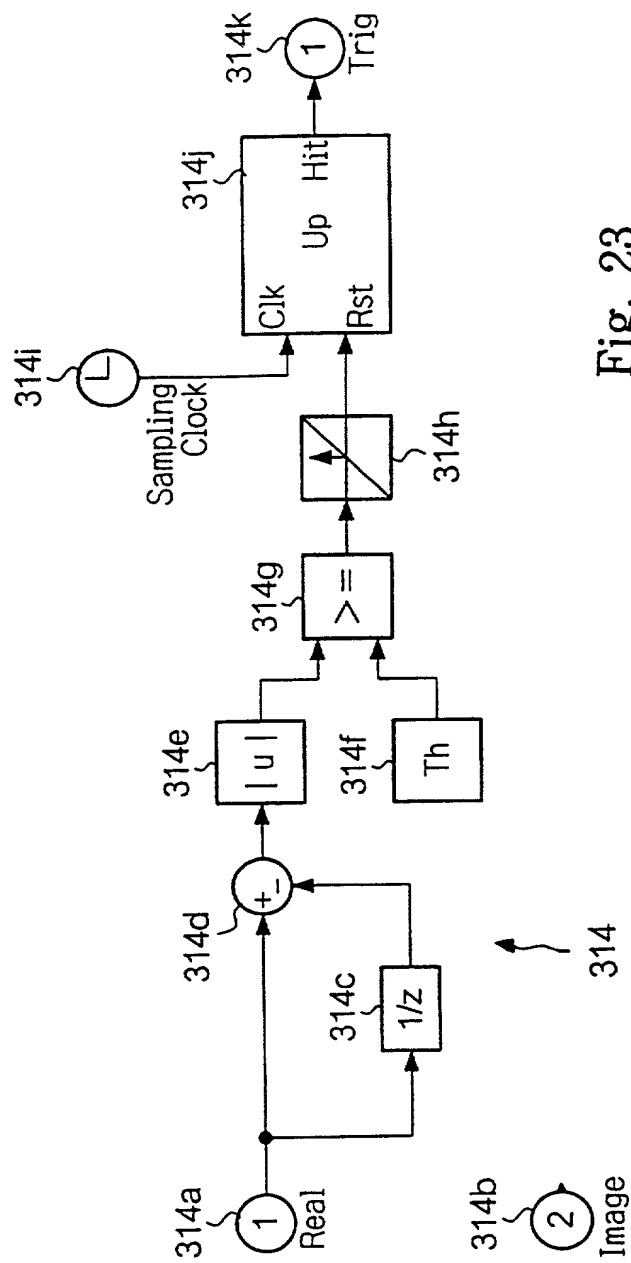 314a
1
Real
314b
2
Image
314c
1/z
314d
+
−
314e
|u|
314f
Th
314g
>=
314h
314i
Sampling
Clock
314j
Clk
Up
Hit
Rst
314k
1
Trig
314
Fig. 23